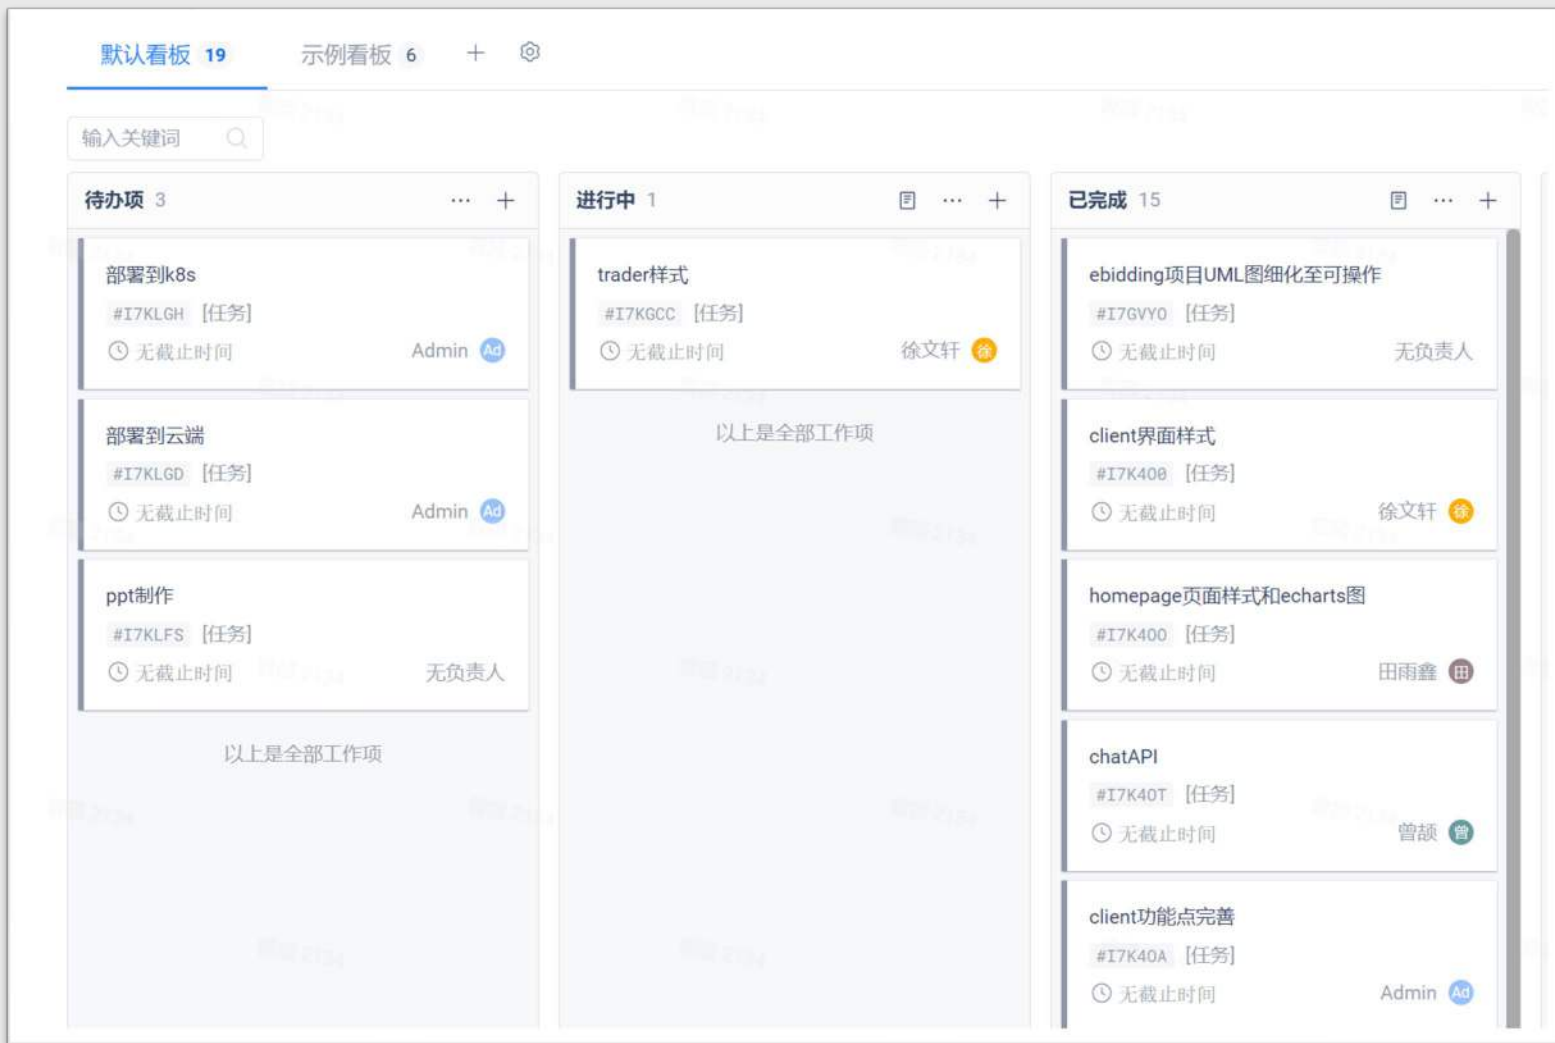 默认看板 19 示例看板 6
输入关键词
待办项 3
部署到k8s
#I7KLGH [任务]
无截止时间 Admin Ad
部署到云端
#I7KLGD [任务]
无截止时间 Admin Ad
ppt制作
#I7KLFS [任务]
无截止时间 无负责人
以上是全部工作项
进行中 1
trader样式
#I7KGCC [任务]
无截止时间 徐文轩 徐
以上是全部工作项
已完成 15
ebidding项目UML图细化至可操作
#I7GVYO [任务]
无截止时间 无负责人
client界面样式
#I7K400 [任务]
无截止时间 徐文轩 徐
homepage页面样式和echarts图
#I7K4OO [任务]
无截止时间 田雨鑫 田
chatAPI
#I7K4OT [任务]
无截止时间 曾颉 曾
client功能点完善
#I7K4OA [任务]
无截止时间 Admin Ad